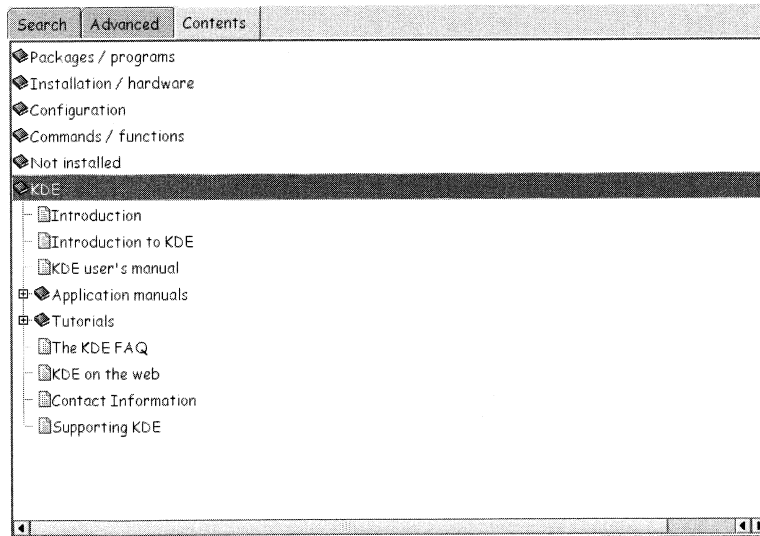 Search Advanced Contents
Packages / programs
Installation / hardware
Configuration
Commands / functions
Not installed
KDE
Introduction
Introduction to KDE
KDE user's manual
Application manuals
Tutorials
The KDE FAQ
KDE on the web
Contact Information
Supporting KDE